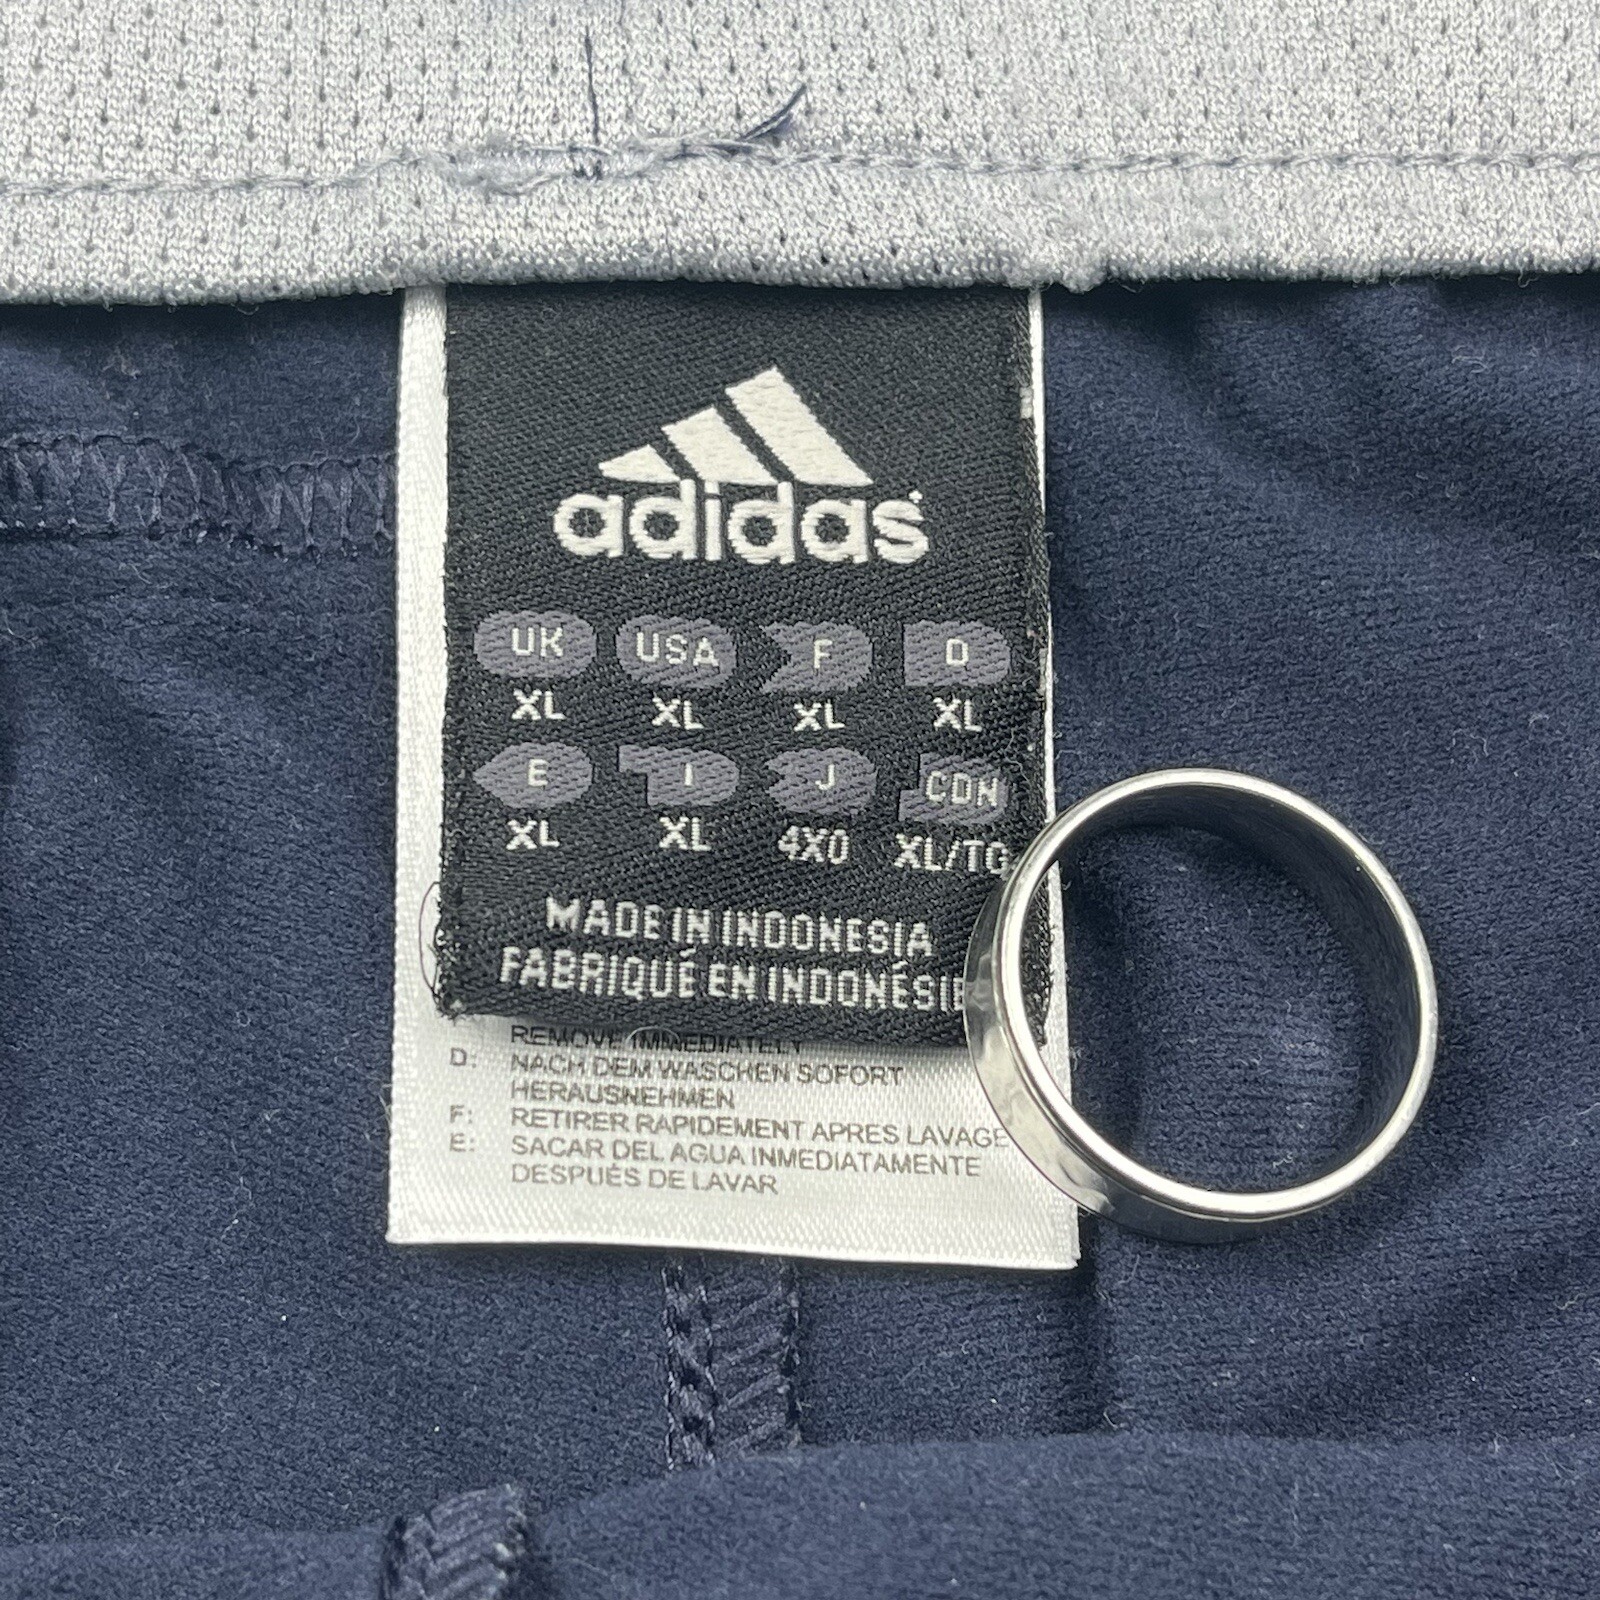 adidas
UK USA F D
XL XL XL XL
E I J CDN
XL XL 4XO XL/TG
MADE IN INDONESIA
FABRIQUÉ EN INDONÉSIE
REMOVE IMMEDIATELY
D: NACH DEM WASCHEN SOFORT
HERAUSNEHMEN
F: RETIRER RAPIDEMENT APRES LAVAGE
E: SACAR DEL AGUA INMEDIATAMENTE
DESPUÉS DE LAVAR